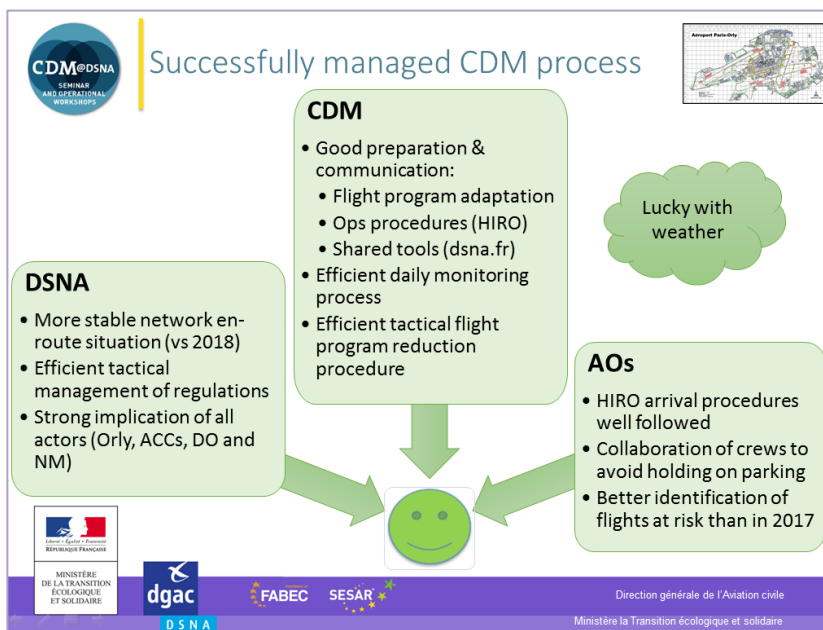 CDM@DSNA
SEMINAR
AND OPERATIONAL
WORKSHOPS
Successfully managed CDM process
Aéroport Paris-Orly
CDM
• Good preparation &
communication:
• Flight program adaptation
• Ops procedures (HIRO)
• Shared tools (dsna.fr)
• Efficient daily monitoring
process
• Efficient tactical flight
program reduction
procedure
Lucky with
weather
DSNA
• More stable network en-
route situation (vs 2018)
• Efficient tactical
management of regulations
• Strong implication of all
actors (Orly, ACCs, DO and
NM)
AOs
• HIRO arrival procedures
well followed
• Collaboration of crews to
avoid holding on parking
• Better identification of
flights at risk than in 2017
Liberté • Égalité • Fraternité
RÉPUBLIQUE FRANÇAISE
MINISTÈRE
DE LA TRANSITION
ÉCOLOGIQUE
ET SOLIDAIRE
dgac
DSNA
FABEC
SESAR
Direction générale de l'Aviation civile
Ministère la Transition écologique et solidaire